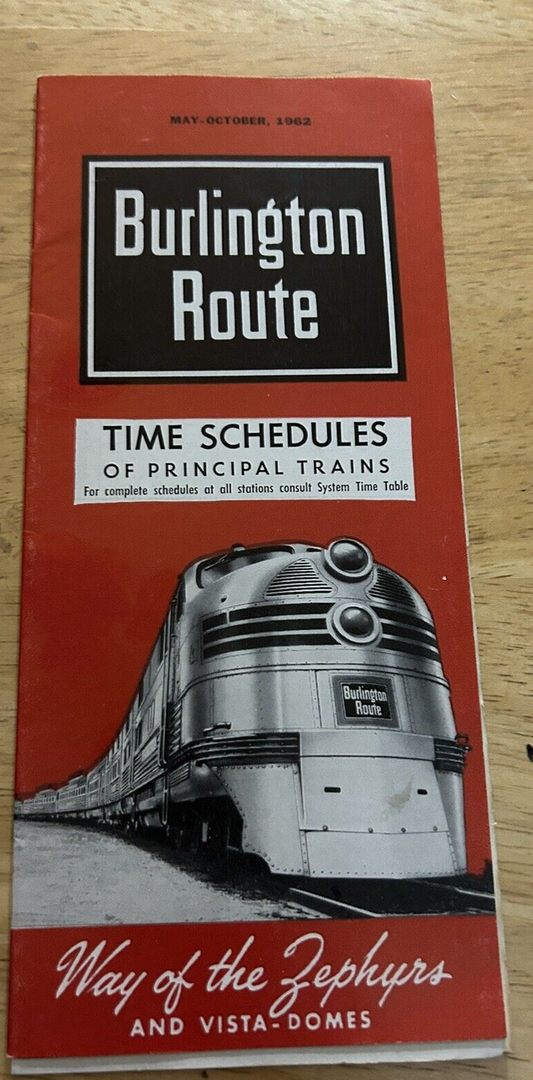 MAY-OCTOBER, 1962
Burlington
Route
TIME SCHEDULES
OF PRINCIPAL TRAINS
For complete schedules at all stations consult System Time Table
Burlington
Route
Way of the Zephyrs
AND VISTA-DOMES